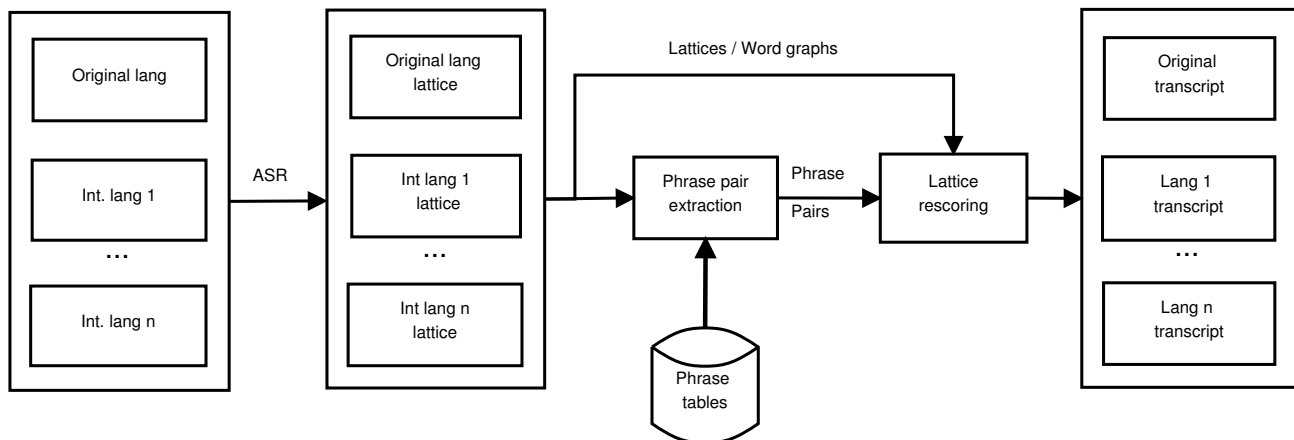 Original lang
Int. lang 1
...
Int. lang n
ASR
Original lang
lattice
Int lang 1
lattice
...
Int lang n
lattice
Lattices / Word graphs
Phrase pair
extraction
Phrase
Pairs
Phrase
tables
Lattice
rescoring
Original
transcript
Lang 1
transcript
...
Lang n
transcript